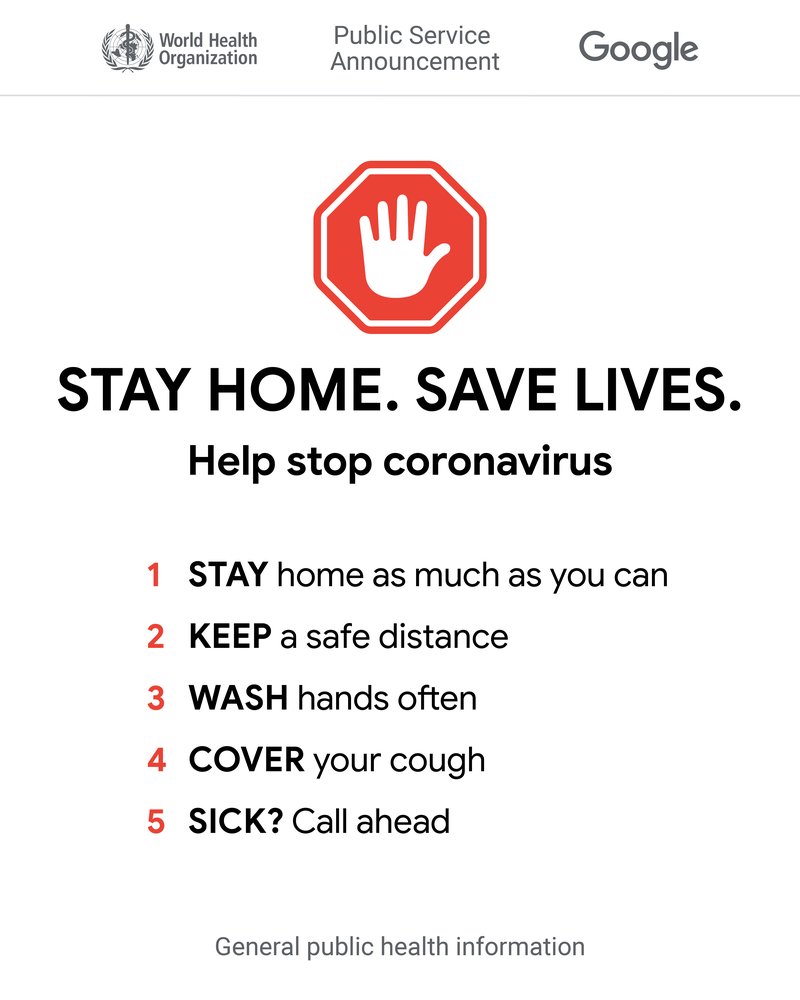 World Health
Organization
Public Service
Announcement
Google
STAY HOME. SAVE LIVES.
Help stop coronavirus
1 STAY home as much as you can
2 KEEP a safe distance
3 WASH hands often
4 COVER your cough
5 SICK? Call ahead
General public health information